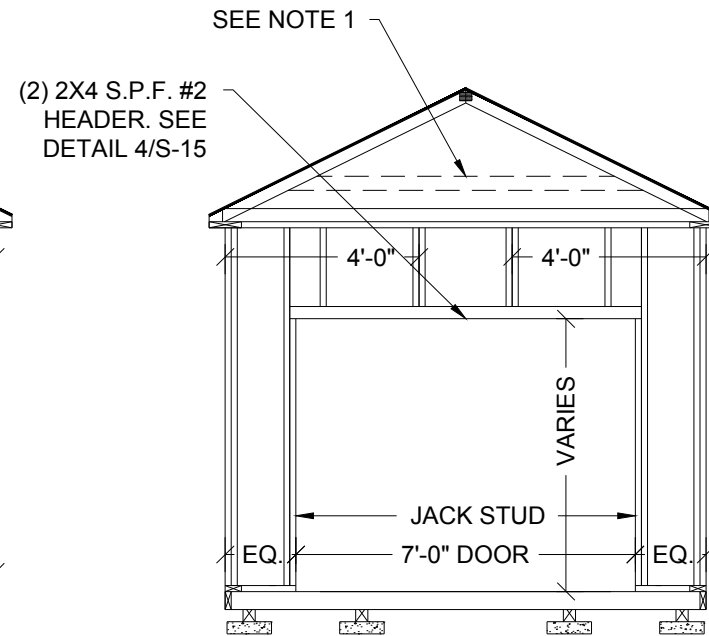 SEE NOTE 1
(2) 2X4 S.P.F. #2
HEADER. SEE
DETAIL 4/S-15
4'-0"
4'-0"
VARIES
JACK STUD
EQ.
7'-0" DOOR
EQ.